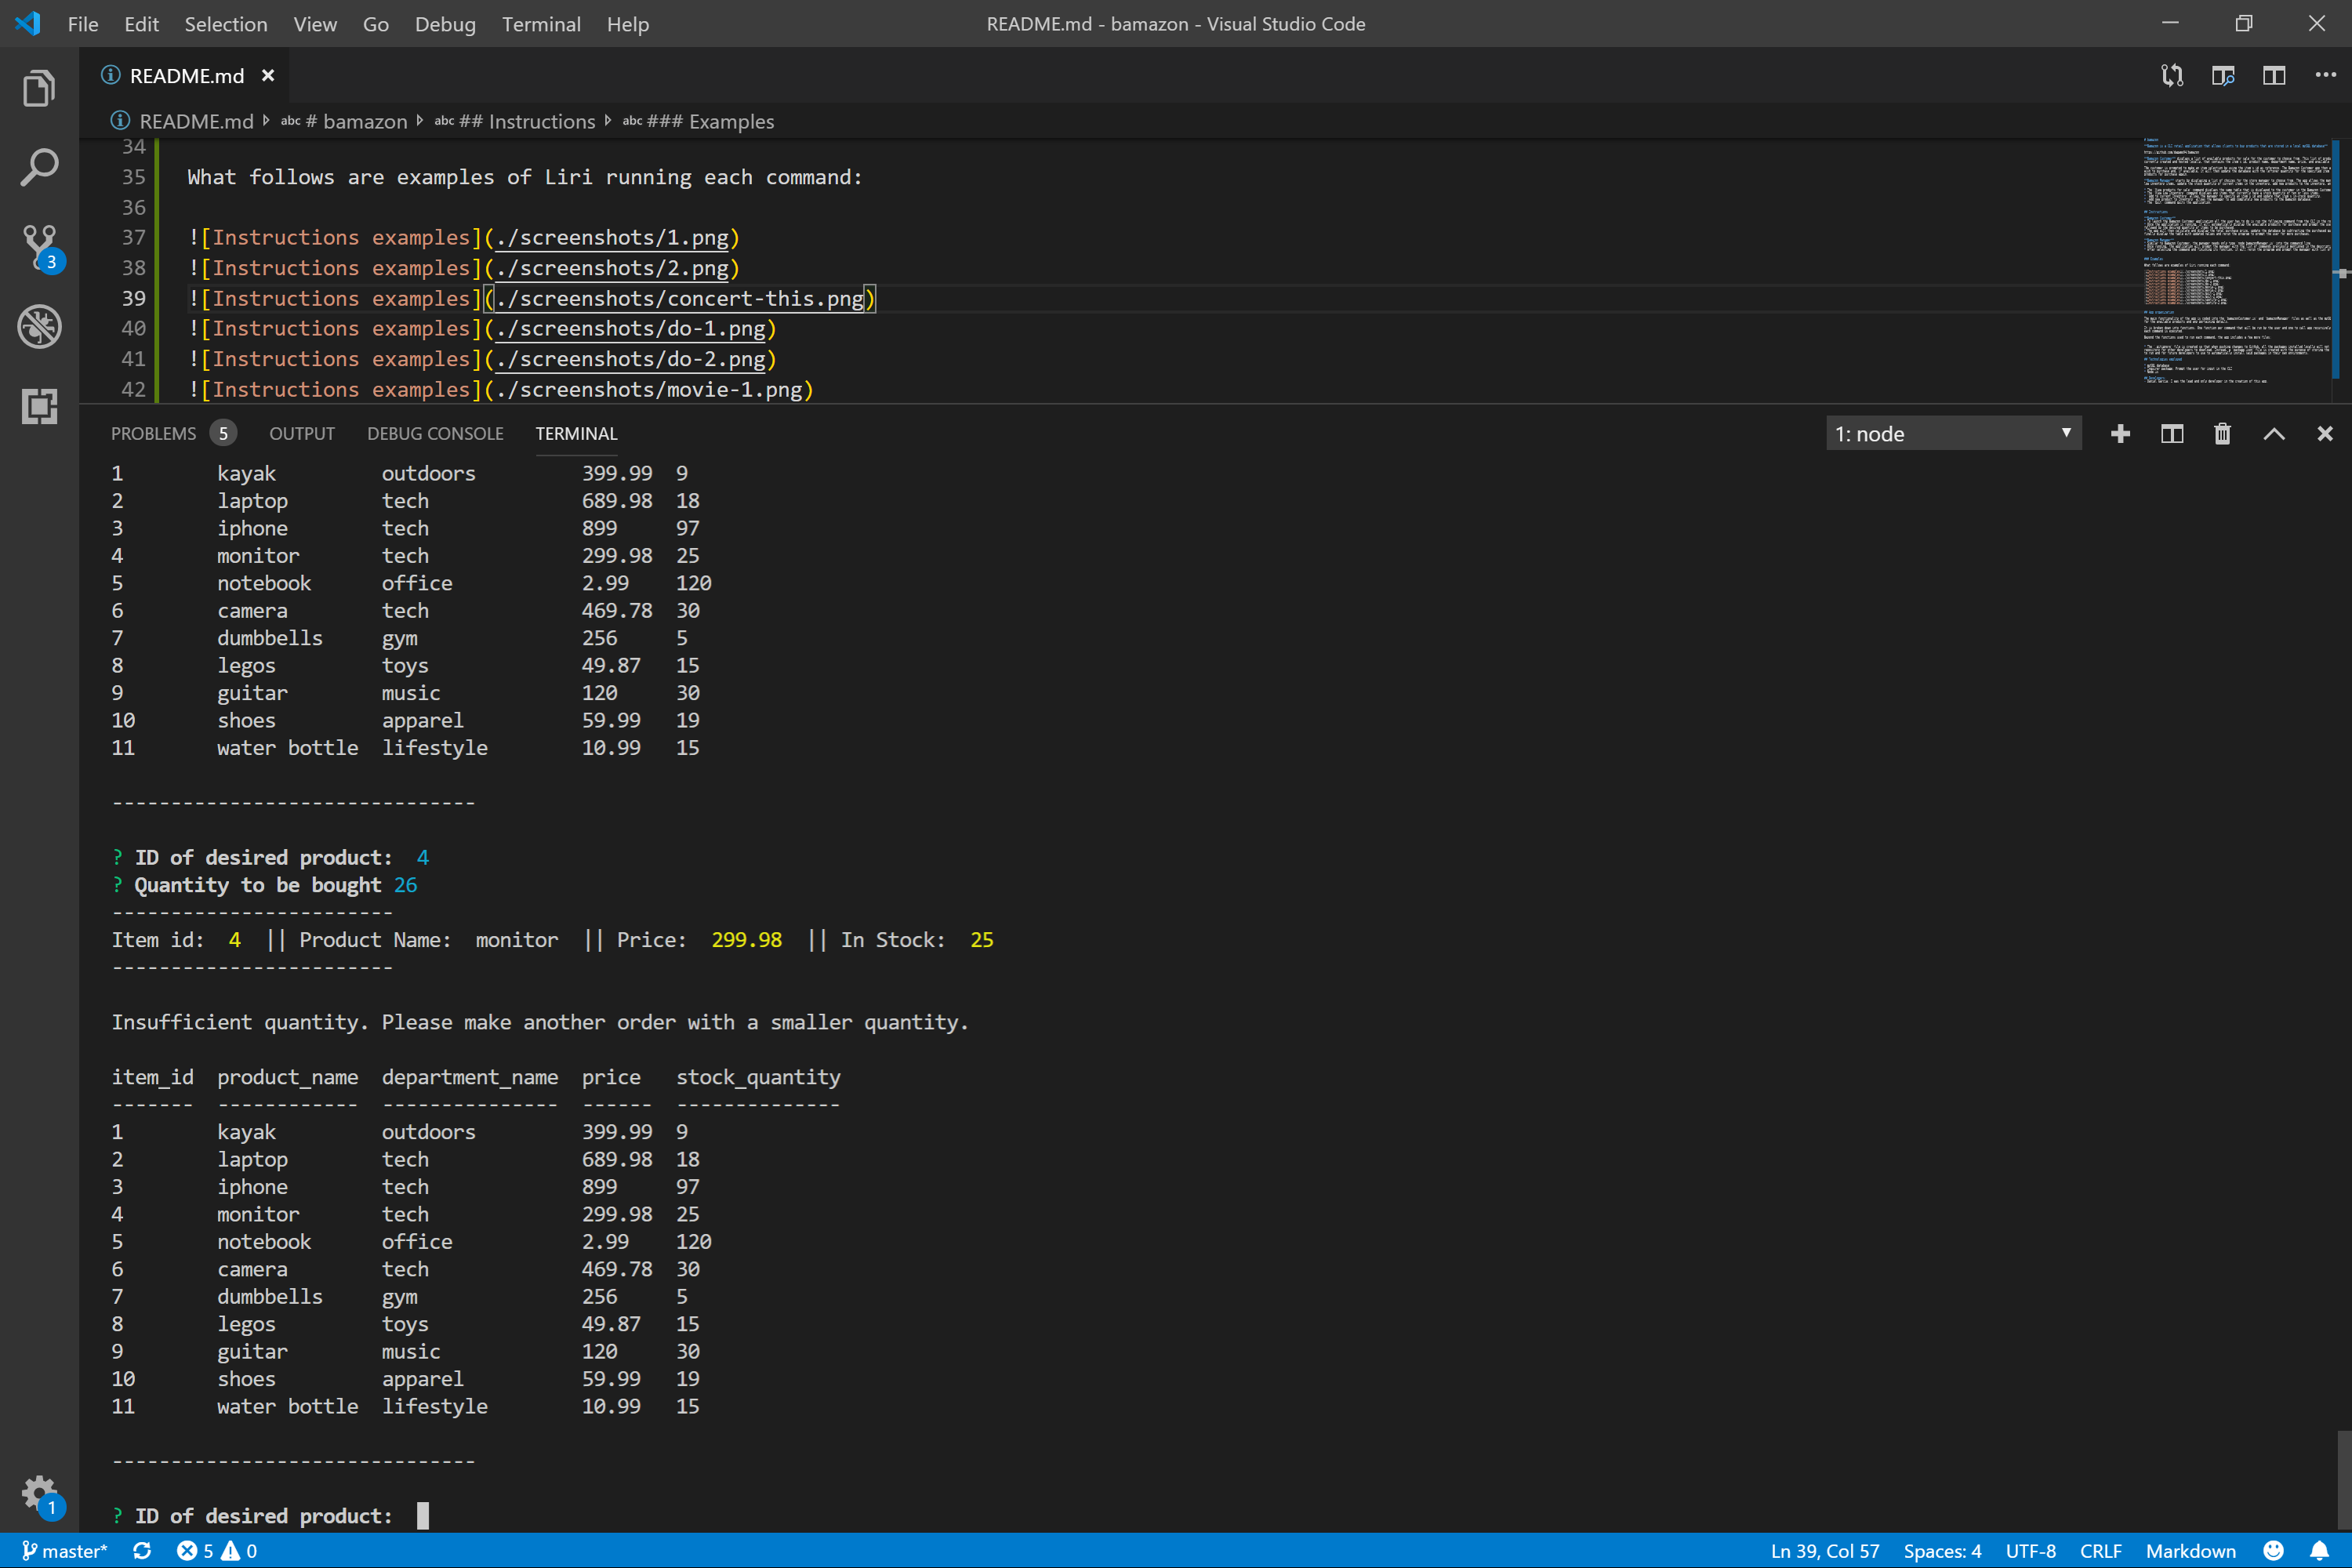 File Edit Selection View Go Debug Terminal Help
README.md - bamazon - Visual Studio Code
README.md
README.md abc # bamazon abc ## Instructions abc ### Examples
34
35 What follows are examples of Liri running each command:
36
37 ![Instructions examples](./screenshots/1.png)
38 ![Instructions examples](./screenshots/2.png)
39 ![Instructions examples](./screenshots/concert-this.png)
40 ![Instructions examples](./screenshots/do-1.png)
41 ![Instructions examples](./screenshots/do-2.png)
42 ![Instructions examples](./screenshots/movie-1.png)
3
PROBLEMS 5 OUTPUT DEBUG CONSOLE TERMINAL 1: node
1 kayak outdoors 399.99 9
2 laptop tech 689.98 18
3 iphone tech 899 97
4 monitor tech 299.98 25
5 notebook office 2.99 120
6 camera tech 469.78 30
7 dumbbells gym 256 5
8 legos toys 49.87 15
9 guitar music 120 30
10 shoes apparel 59.99 19
11 water bottle lifestyle 10.99 15
-------------------------------
? ID of desired product: 4
? Quantity to be bought 26
------------------------
Item id: 4 || Product Name: monitor || Price: 299.98 || In Stock: 25
------------------------
Insufficient quantity. Please make another order with a smaller quantity.
item_id product_name department_name price stock_quantity
------- ------------ --------------- ------ --------------
1 kayak outdoors 399.99 9
2 laptop tech 689.98 18
3 iphone tech 899 97
4 monitor tech 299.98 25
5 notebook office 2.99 120
6 camera tech 469.78 30
7 dumbbells gym 256 5
8 legos toys 49.87 15
9 guitar music 120 30
10 shoes apparel 59.99 19
11 water bottle lifestyle 10.99 15
-------------------------------
? ID of desired product:
1
master* 5 0 Ln 39, Col 57 Spaces: 4 UTF-8 CRLF Markdown